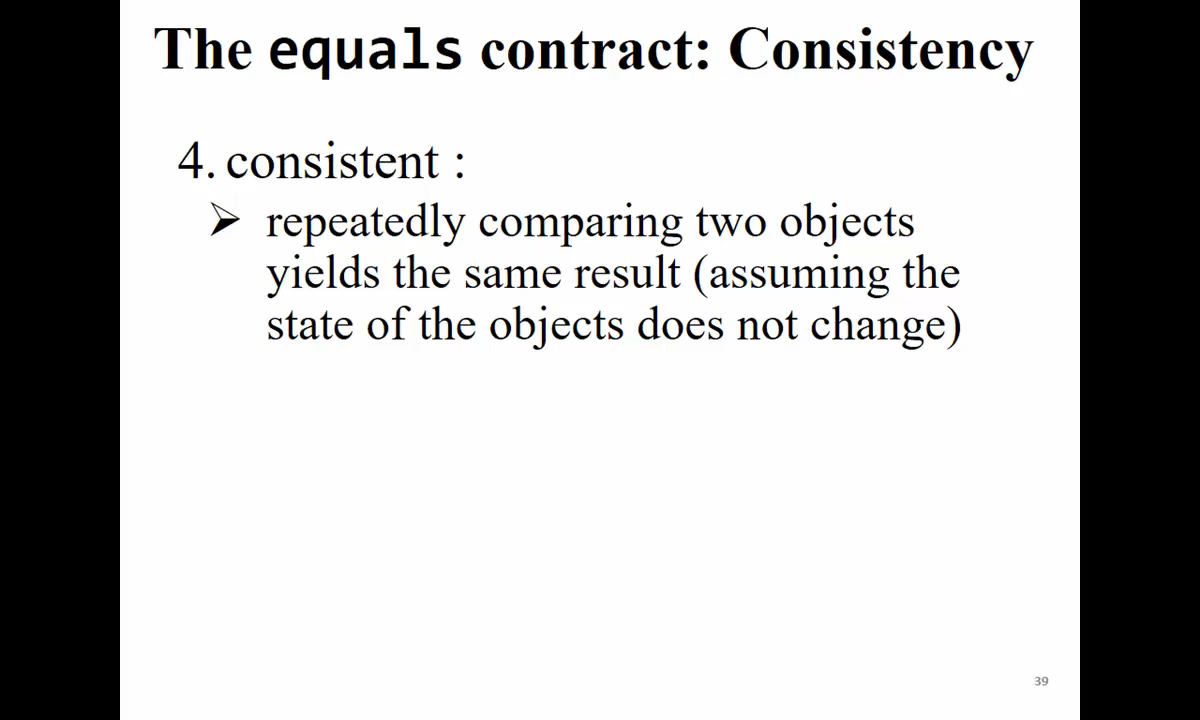 The equals contract: Consistency
4. consistent :
➢ repeatedly comparing two objects
yields the same result (assuming the
state of the objects does not change)
39